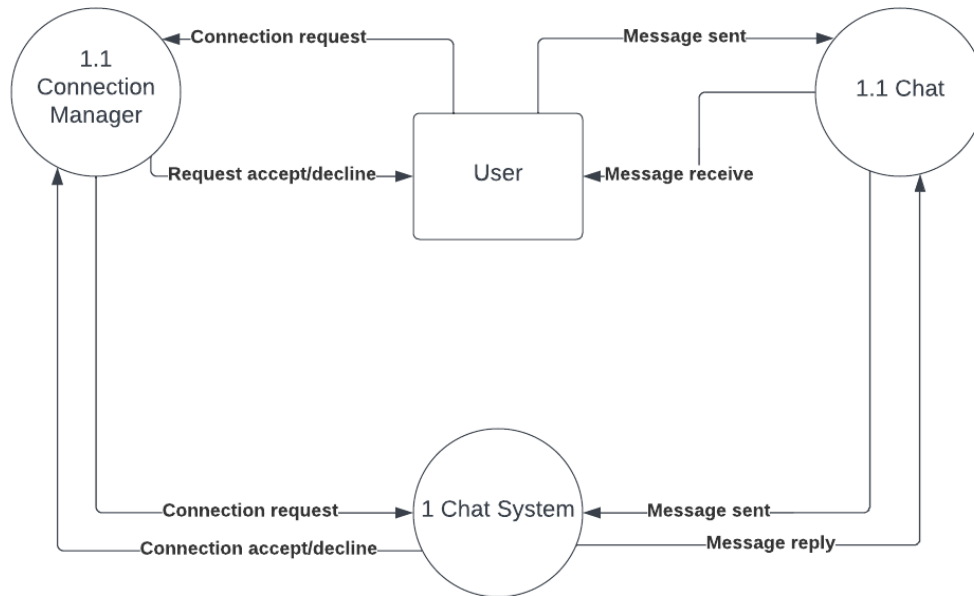 Connection request
Message sent
1.1
Connection
Manager
1.1 Chat
Request accept/decline
User
Message receive
Connection request
1 Chat System
Message sent
Connection accept/decline
Message reply